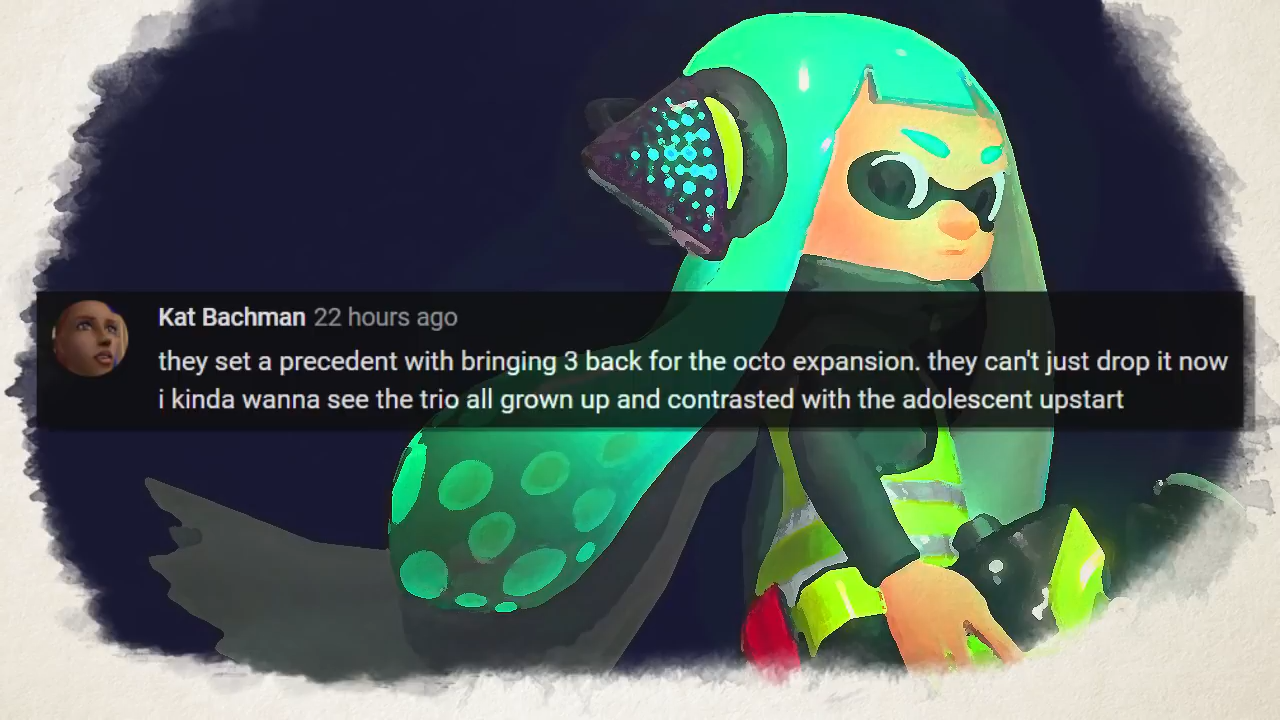 Kat Bachman 22 hours ago
they set a precedent with bringing 3 back for the octo expansion. they can't just drop it now
i kinda wanna see the trio all grown up and contrasted with the adolescent upstart